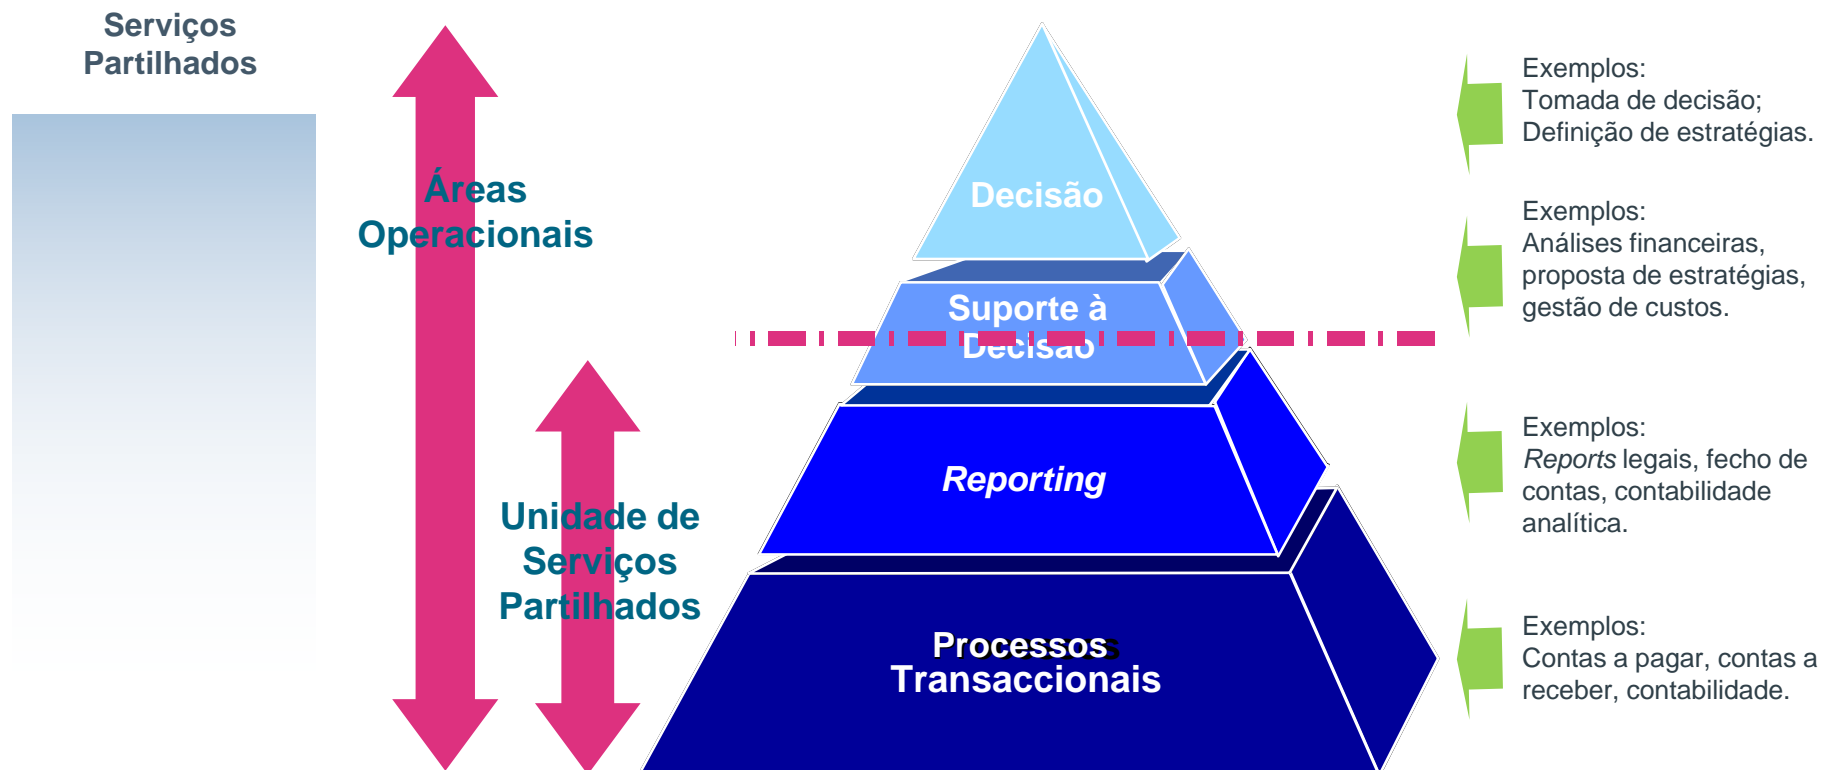 Serviços
Partilhados
Áreas
Operacionais
Unidade de
Serviços
Partilhados
Decisão
Suporte à
Decisão
Reporting
Processos
Transaccionais
Exemplos:
Tomada de decisão;
Definição de estratégias.
Exemplos:
Análises financeiras,
proposta de estratégias,
gestão de custos.
Exemplos:
Reports legais, fecho de
contas, contabilidade
analítica.
Exemplos:
Contas a pagar, contas a
receber, contabilidade.